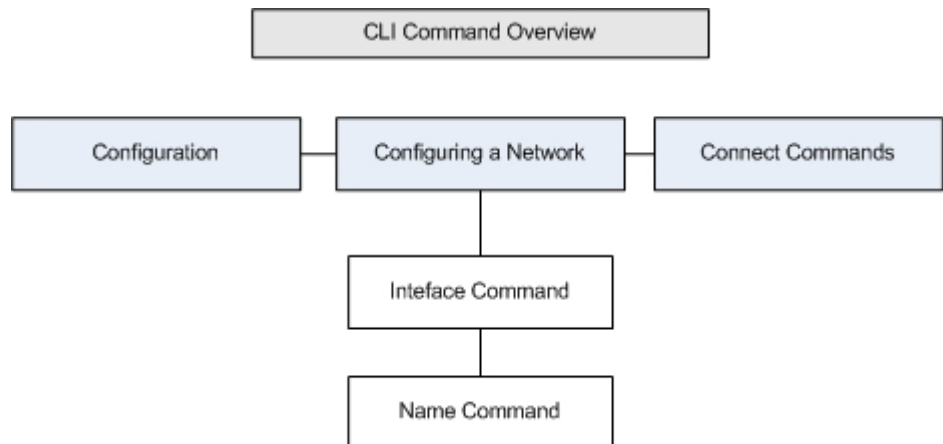 CLI Command Overview
Configuration
Configuring a Network
Connect Commands
Inteface Command
Name Command